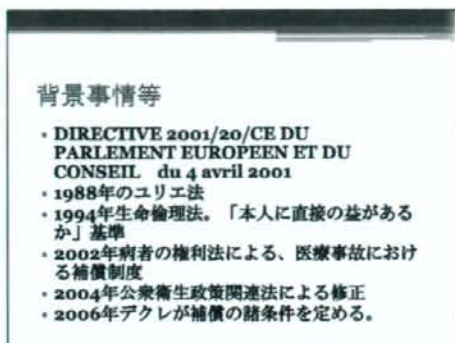 背景事情等
• DIRECTIVE 2001/20/CE DU
PARLEMENT EUROPEEN ET DU
CONSEIL du 4 avril 2001
• 1988年のユリエ法
• 1994年生命倫理法。「本人に直接の益がある
か」基準
• 2002年病者の権利法による、医療事故におけ
る補償制度
• 2004年公衆衛生政策関連法による修正
• 2006年デクレが補償の諸条件を定める。